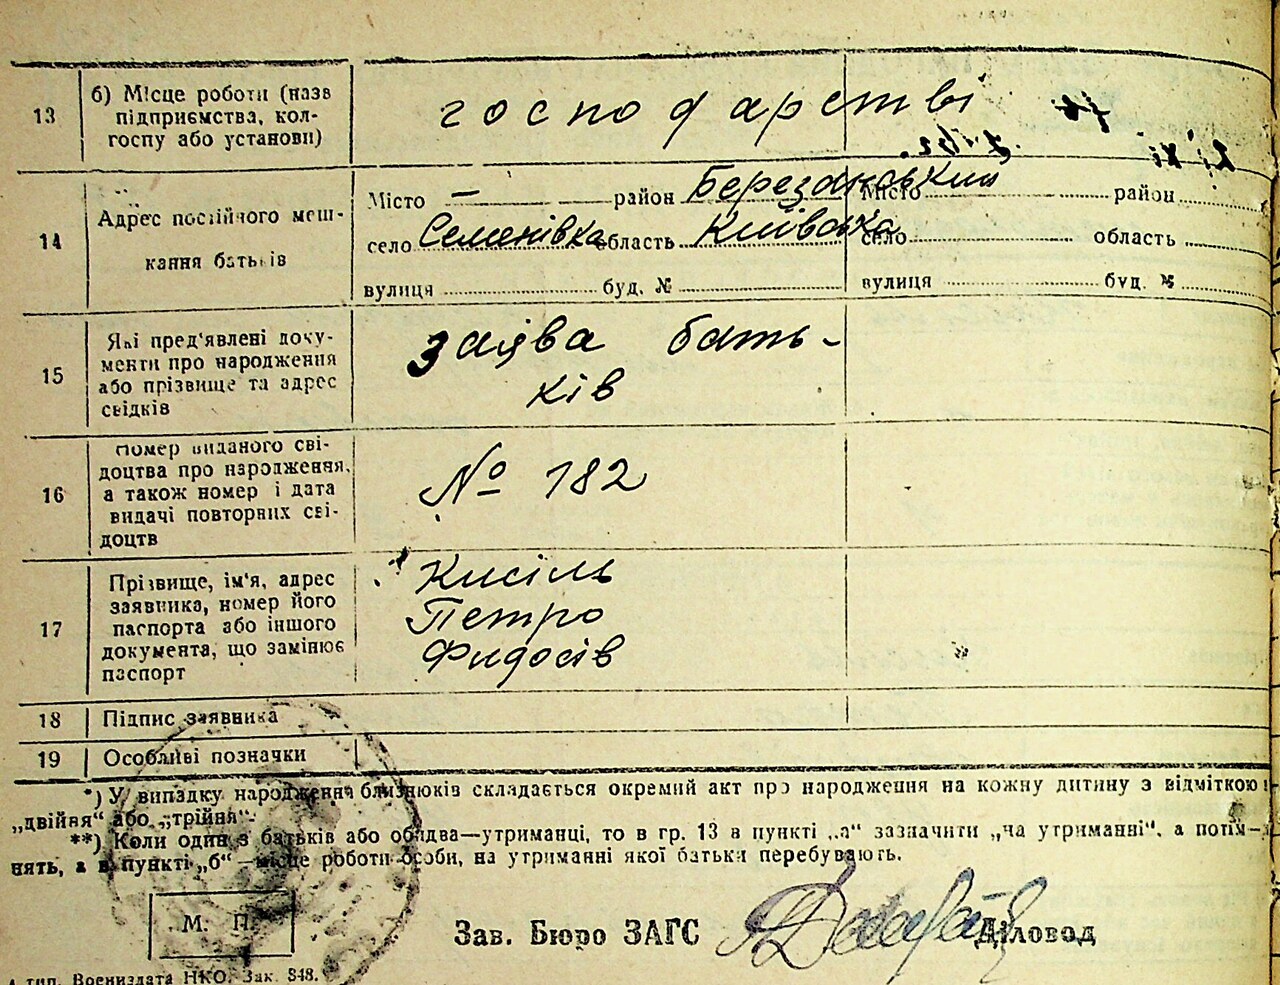 13 б) Місце роботи (назв
підприємства, кол-
госпу або установи)
господарстві
14 Адрес постійного меш-
кання батьків
Місто — район Березанський Місто район
село Семенівка область Київська село область
вулиця буд. № вулиця буд. №
15 Які пред'явлені доку-
менти про народження
або прізвище та адрес
свідків
заява бать-
ків
16 Номер виданого сві-
доцтва про народження,
а також номер і дата
видачі повторних сві-
доцтв
№ 182
17 Прізвище, ім'я, адрес
заявника, номер його
паспорта або іншого
документа, що замінює
паспорт
Кисіль
Петро
Фидосів
18 Підпис заявника
19 Особливі позначки
*) У випадку народження близнюків складається окремий акт про народження на кожну дитину з відміткою
„двійня" або „трійня".
**) Коли один з батьків або обидва—утриманці, то в гр. 13 в пункті „а" зазначити „на утриманні", а потім
нять, а в пункті „б"—місце роботи особи, на утриманні якої батьки перебувають.
М. П.
Зав. Бюро ЗАГС Діловод
тип. Воениздата НКО. Зак. 348.